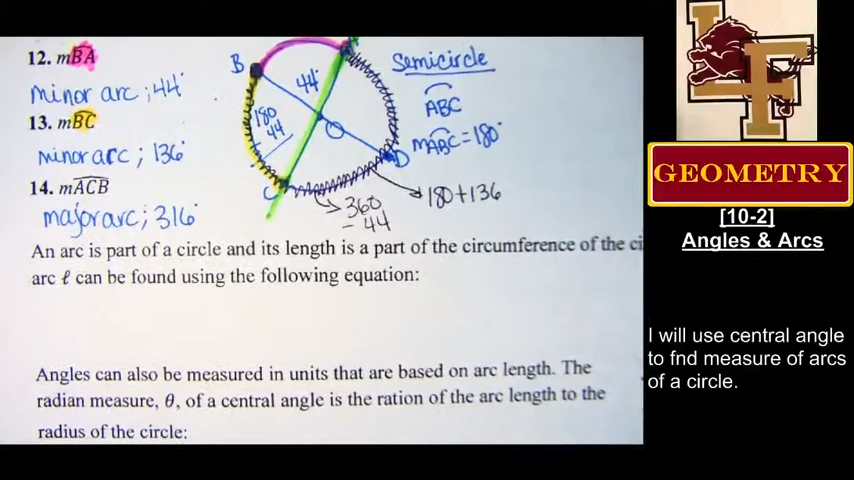 12. mBA
minor arc ; 44°
13. mBC
minor arc ; 136°
14. mACB
major arc ; 316°
B
44°
180
44
C
D
Semicircle
ABC
mABC = 180°
180+136
360
- 44
An arc is part of a circle and its length is a part of the circumference of the ci
arc ℓ can be found using the following equation:
Angles can also be measured in units that are based on arc length. The
radian measure, θ, of a central angle is the ration of the arc length to the
radius of the circle:
LF
GEOMETRY
[10-2]
Angles & Arcs
I will use central angle
to fnd measure of arcs
of a circle.